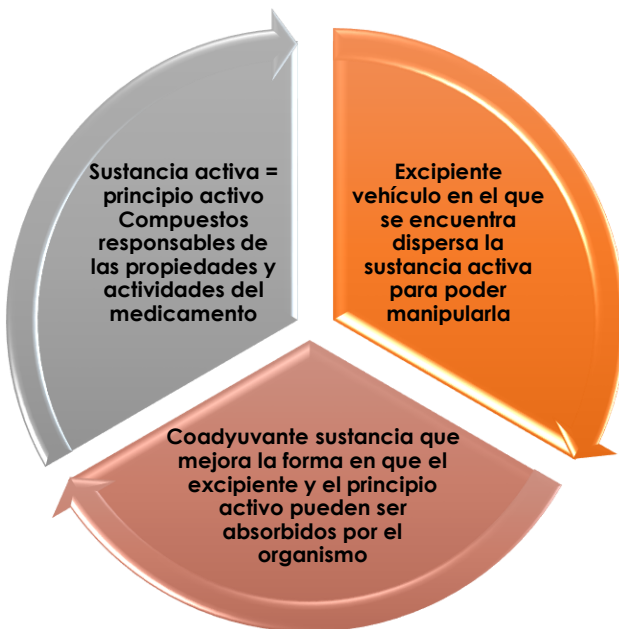 Sustancia activa =
principio activo
Compuestos
responsables de
las propiedades y
actividades del
medicamento
Excipiente
vehículo en el que
se encuentra
dispersa la
sustancia activa
para poder
manipularla
Coadyuvante sustancia que
mejora la forma en que el
excipiente y el principio
activo pueden ser
absorbidos por el
organismo